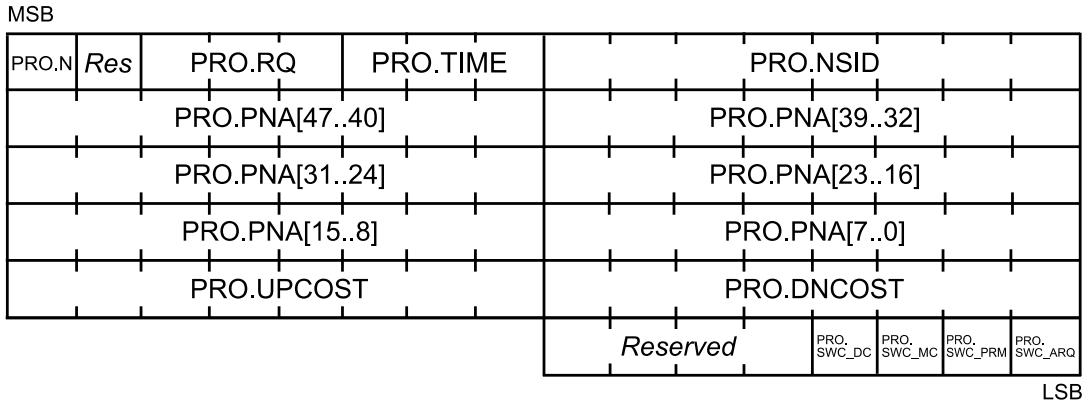 MSB
PRO.N Res PRO.RQ PRO.TIME PRO.NSID
PRO.PNA[47..40] PRO.PNA[39..32]
PRO.PNA[31..24] PRO.PNA[23..16]
PRO.PNA[15..8] PRO.PNA[7..0]
PRO.UPCOST PRO.DNCOST
Reserved PRO. SWC_DC PRO. SWC_MC PRO. SWC_PRM PRO. SWC_ARQ
LSB